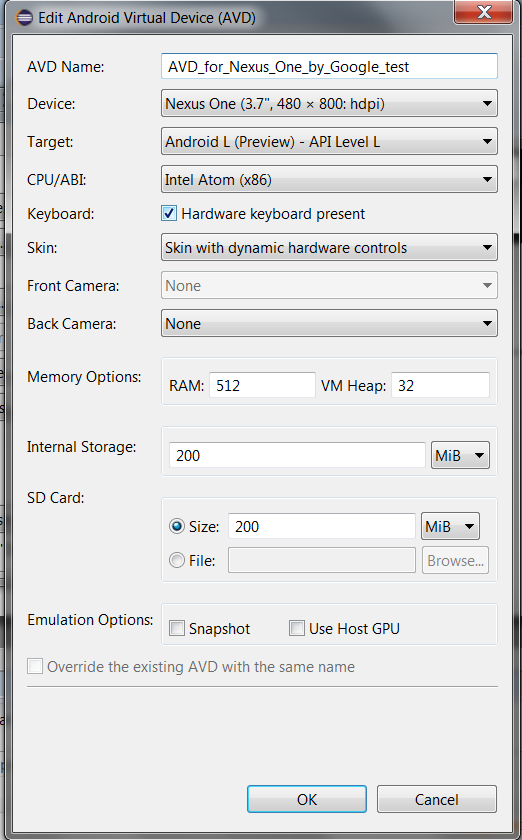 Edit Android Virtual Device (AVD)
AVD Name: AVD_for_Nexus_One_by_Google_test
Device: Nexus One (3.7", 480 × 800: hdpi)
Target: Android L (Preview) - API Level L
CPU/ABI: Intel Atom (x86)
Keyboard: Hardware keyboard present
Skin: Skin with dynamic hardware controls
Front Camera: None
Back Camera: None
Memory Options: RAM: 512 VM Heap: 32
Internal Storage: 200 MiB
SD Card:
Size: 200 MiB
File: Browse...
Emulation Options: Snapshot Use Host GPU
Override the existing AVD with the same name
OK Cancel